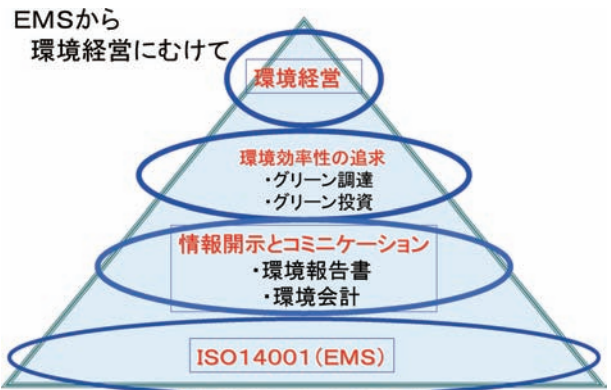 EMSから
環境経営にむけて
環境経営
環境効率性の追求
・グリーン調達
・グリーン投資
情報開示とコミニケーション
・環境報告書
・環境会計
ISO14001(EMS)